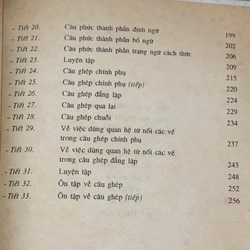 - Tiết 20. Câu phức thành phần định ngữ 199
- Tiết 21. Câu phức thành phần bổ ngữ 202
- Tiết 22. Câu phức thành phần trạng ngữ cách thức 206
- Tiết 23. Luyện tập 209
- Tiết 24. Câu ghép chính phụ 215
- Tiết 25. Câu ghép chính phụ (tiếp) 220
- Tiết 26. Câu ghép đẳng lập 224
- Tiết 27. Câu ghép qua lại 230
- Tiết 28. Câu ghép chuỗi 234
- Tiết 29. Về việc dùng quan hệ từ nối các vế
trong câu ghép chính phụ 237
- Tiết 30. Về việc dùng quan hệ từ nối các vế
trong câu ghép đẳng lập 243
- Tiết 31. Luyện tập 248
- Tiết 32. Ôn tập về câu ghép 252
- Tiết 33. Ôn tập về câu ghép (tiếp) 256